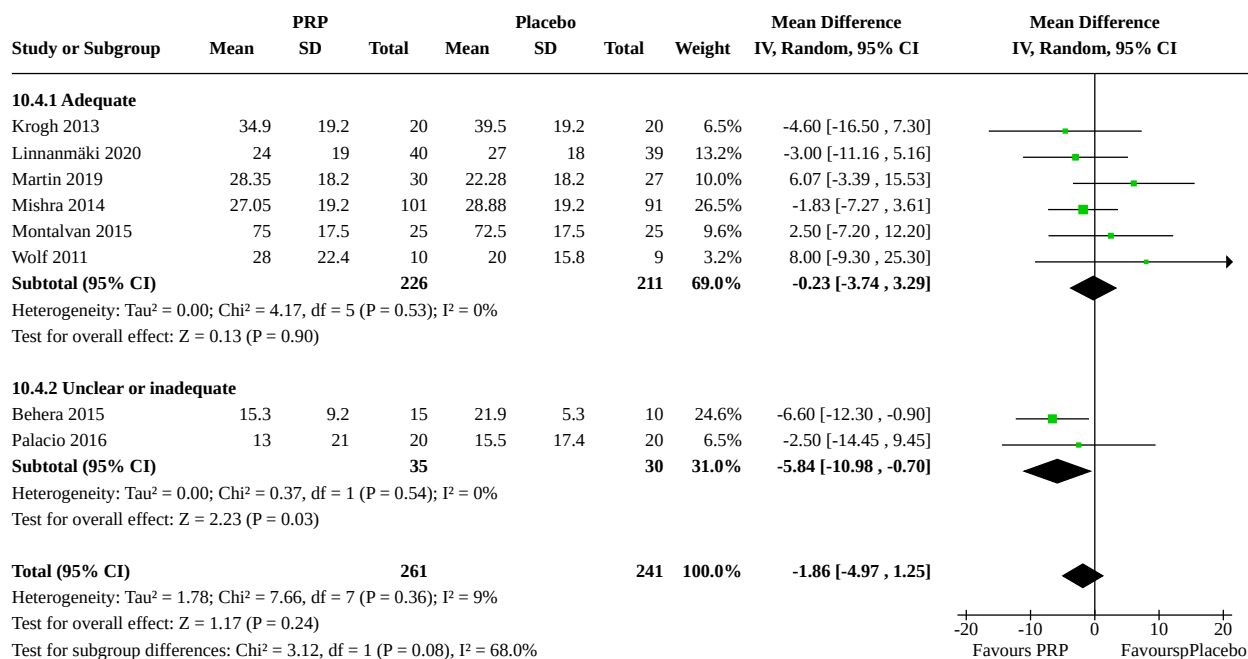 PRP Placebo Mean Difference Mean Difference
Study or Subgroup Mean SD Total Mean SD Total Weight IV, Random, 95% CI IV, Random, 95% CI
10.4.1 Adequate
Krogh 2013 34.9 19.2 20 39.5 19.2 20 6.5% -4.60 [-16.50 , 7.30]
Linnanmäki 2020 24 19 40 27 18 39 13.2% -3.00 [-11.16 , 5.16]
Martin 2019 28.35 18.2 30 22.28 18.2 27 10.0% 6.07 [-3.39 , 15.53]
Mishra 2014 27.05 19.2 101 28.88 19.2 91 26.5% -1.83 [-7.27 , 3.61]
Montalvan 2015 75 17.5 25 72.5 17.5 25 9.6% 2.50 [-7.20 , 12.20]
Wolf 2011 28 22.4 10 20 15.8 9 3.2% 8.00 [-9.30 , 25.30]
Subtotal (95% CI) 226 211 69.0% -0.23 [-3.74 , 3.29]
Heterogeneity: Tau² = 0.00; Chi² = 4.17, df = 5 (P = 0.53); I² = 0%
Test for overall effect: Z = 0.13 (P = 0.90)
10.4.2 Unclear or inadequate
Behera 2015 15.3 9.2 15 21.9 5.3 10 24.6% -6.60 [-12.30 , -0.90]
Palacio 2016 13 21 20 15.5 17.4 20 6.5% -2.50 [-14.45 , 9.45]
Subtotal (95% CI) 35 30 31.0% -5.84 [-10.98 , -0.70]
Heterogeneity: Tau² = 0.00; Chi² = 0.37, df = 1 (P = 0.54); I² = 0%
Test for overall effect: Z = 2.23 (P = 0.03)
Total (95% CI) 261 241 100.0% -1.86 [-4.97 , 1.25]
Heterogeneity: Tau² = 1.78; Chi² = 7.66, df = 7 (P = 0.36); I² = 9%
Test for overall effect: Z = 1.17 (P = 0.24)
Test for subgroup differences: Chi² = 3.12, df = 1 (P = 0.08), I² = 68.0%
-20 -10 0 10 20
Favours PRP FavourspPlacebo